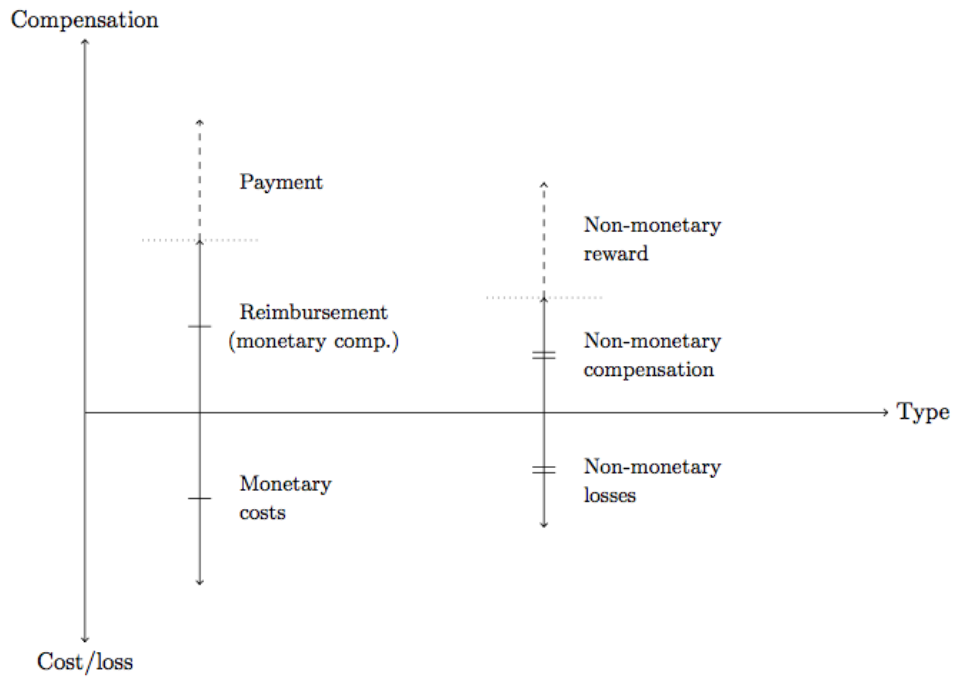 Compensation
Payment
Non-monetary
reward
Reimbursement
(monetary comp.)
Non-monetary
compensation
Type
Monetary
costs
Non-monetary
losses
Cost/loss